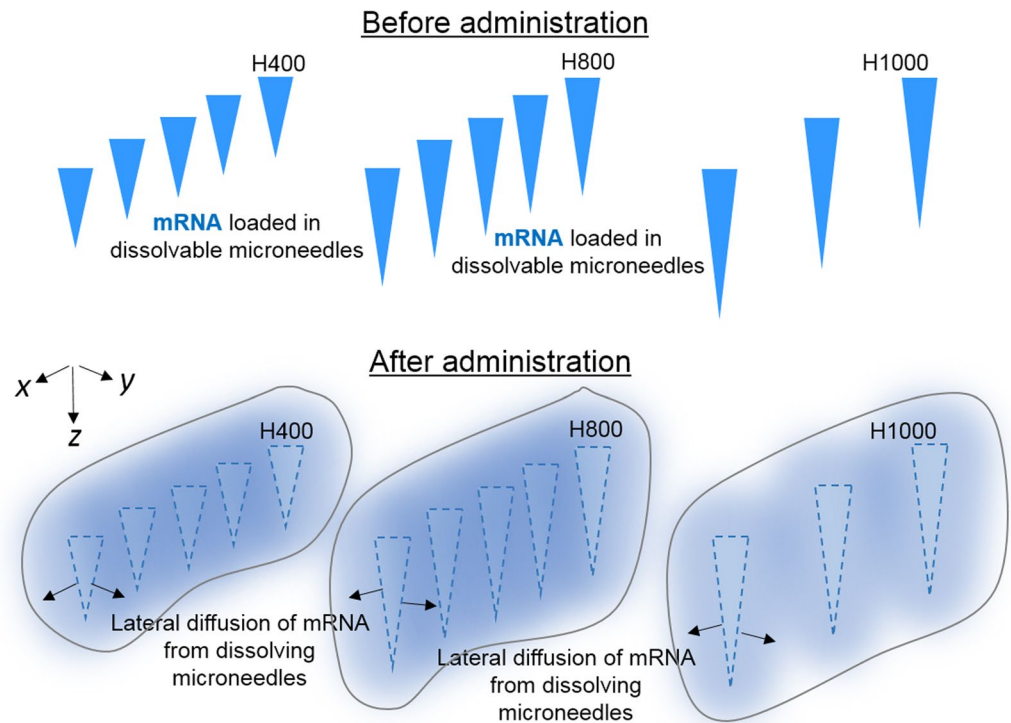 Before administration
H400
H800
H1000
mRNA loaded in
dissolvable microneedles
mRNA loaded in
dissolvable microneedles
After administration
x
y
z
H400
H800
H1000
Lateral diffusion of mRNA
from dissolving
microneedles
Lateral diffusion of mRNA
from dissolving
microneedles